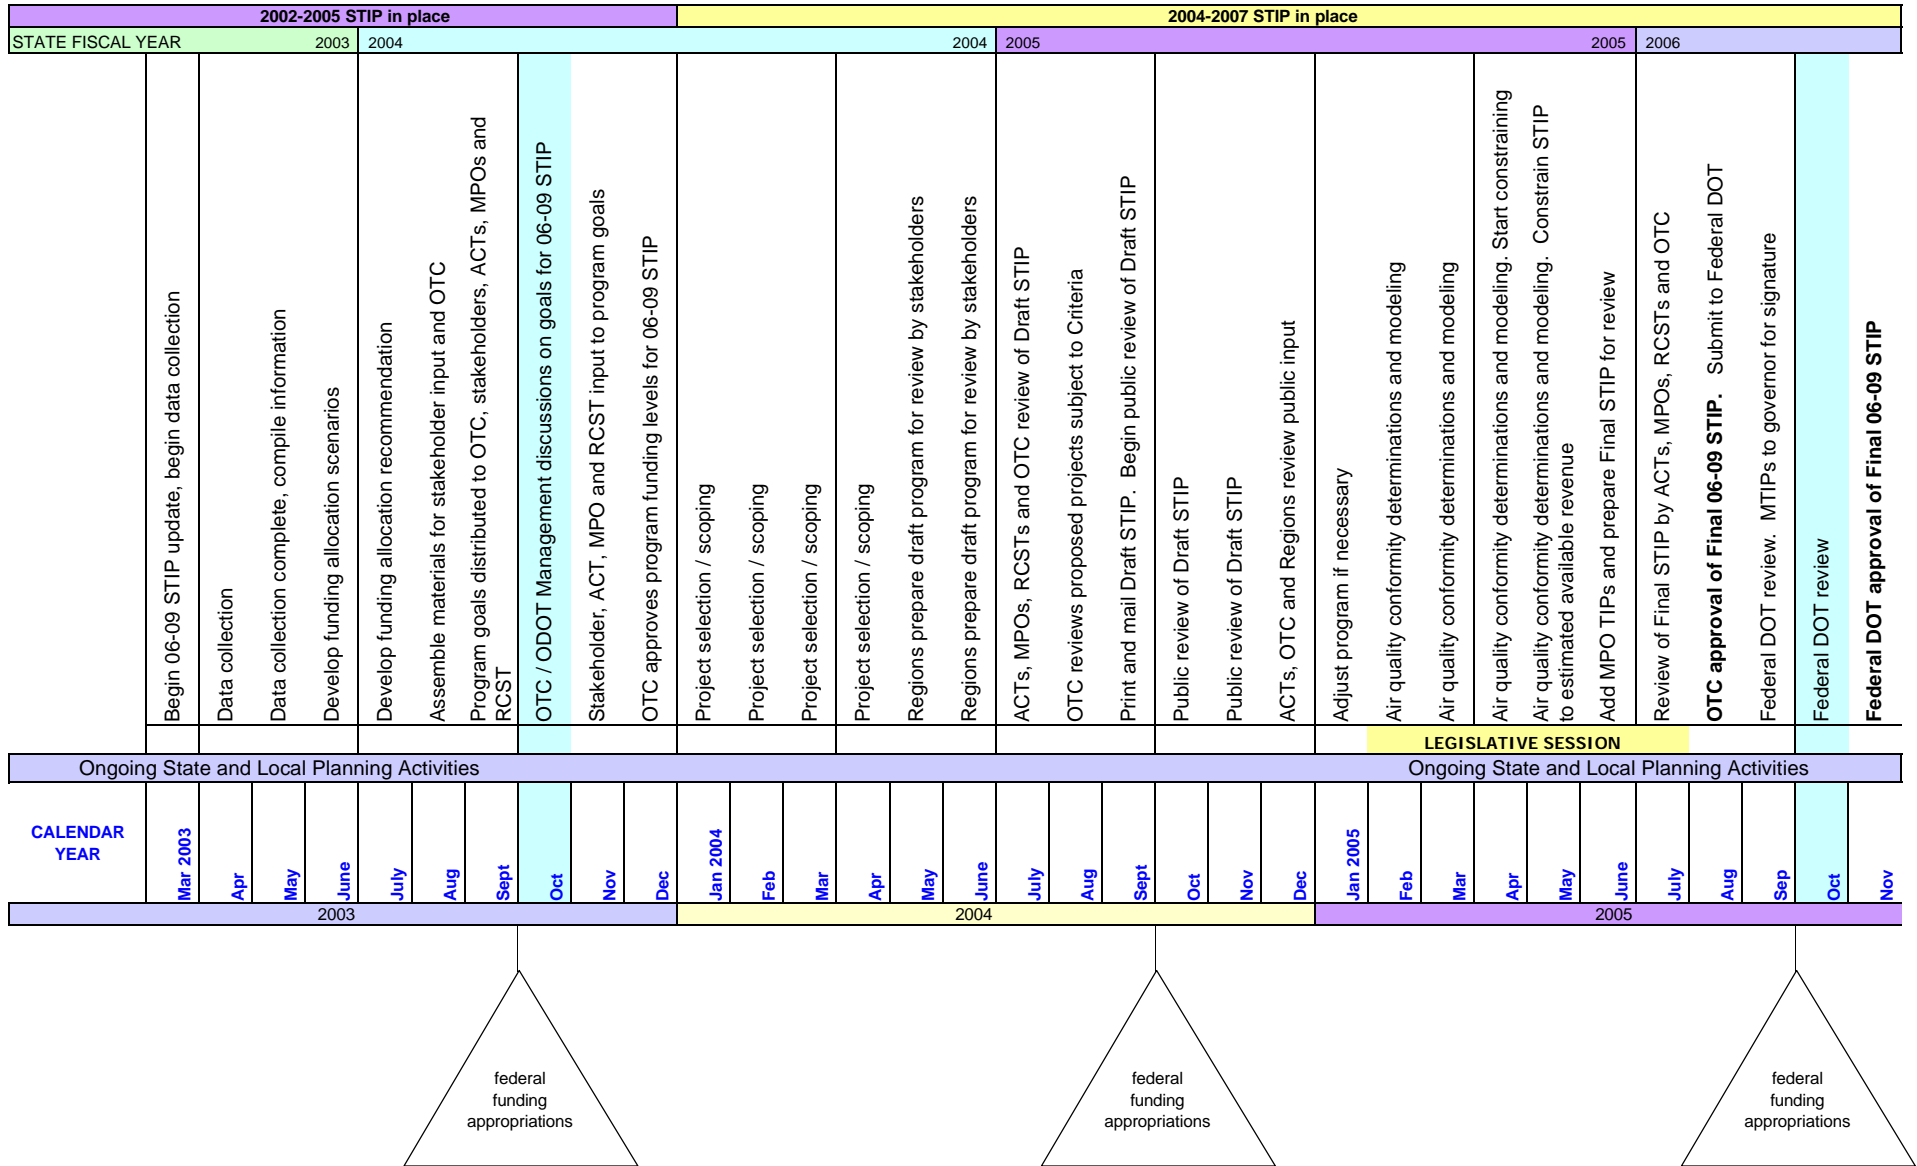 2002-2005 STIP in place
2004-2007 STIP in place
STATE FISCAL YEAR
2003
2004
2004
2005
2005
2006
Begin 06-09 STIP update, begin data collection
Data collection
Data collection complete, compile information
Develop funding allocation scenarios
Develop funding allocation recommendation
Assemble materials for stakeholder input and OTC
Program goals distributed to OTC, stakeholders, ACTs, MPOs and
RCST
OTC / ODOT Management discussions on goals for 06-09 STIP
Stakeholder, ACT, MPO and RCST input to program goals
OTC approves program funding levels for 06-09 STIP
Project selection / scoping
Project selection / scoping
Project selection / scoping
Project selection / scoping
Regions prepare draft program for review by stakeholders
Regions prepare draft program for review by stakeholders
ACTs, MPOs, RCSTs and OTC review of Draft STIP
OTC reviews proposed projects subject to Criteria
Print and mail Draft STIP. Begin public review of Draft STIP
Public review of Draft STIP
Public review of Draft STIP
ACTs, OTC and Regions review public input
Adjust program if necessary
Air quality conformity determinations and modeling
Air quality conformity determinations and modeling
Air quality conformity determinations and modeling. Start constraining
Air quality conformity determinations and modeling. Constrain STIP
to estimated available revenue
Add MPO TIPs and prepare Final STIP for review
Review of Final STIP by ACTs, MPOs, RCSTs and OTC
OTC approval of Final 06-09 STIP. Submit to Federal DOT
Federal DOT review. MTIPs to governor for signature
Federal DOT review
Federal DOT approval of Final 06-09 STIP
LEGISLATIVE SESSION
Ongoing State and Local Planning Activities
Ongoing State and Local Planning Activities
CALENDAR
YEAR
Mar 2003
Apr
May
June
July
Aug
Sept
Oct
Nov
Dec
Jan 2004
Feb
Mar
Apr
May
June
July
Aug
Sept
Oct
Nov
Dec
Jan 2005
Feb
Mar
Apr
May
June
July
Aug
Sep
Oct
Nov
2003
2004
2005
federal
funding
appropriations
federal
funding
appropriations
federal
funding
appropriations